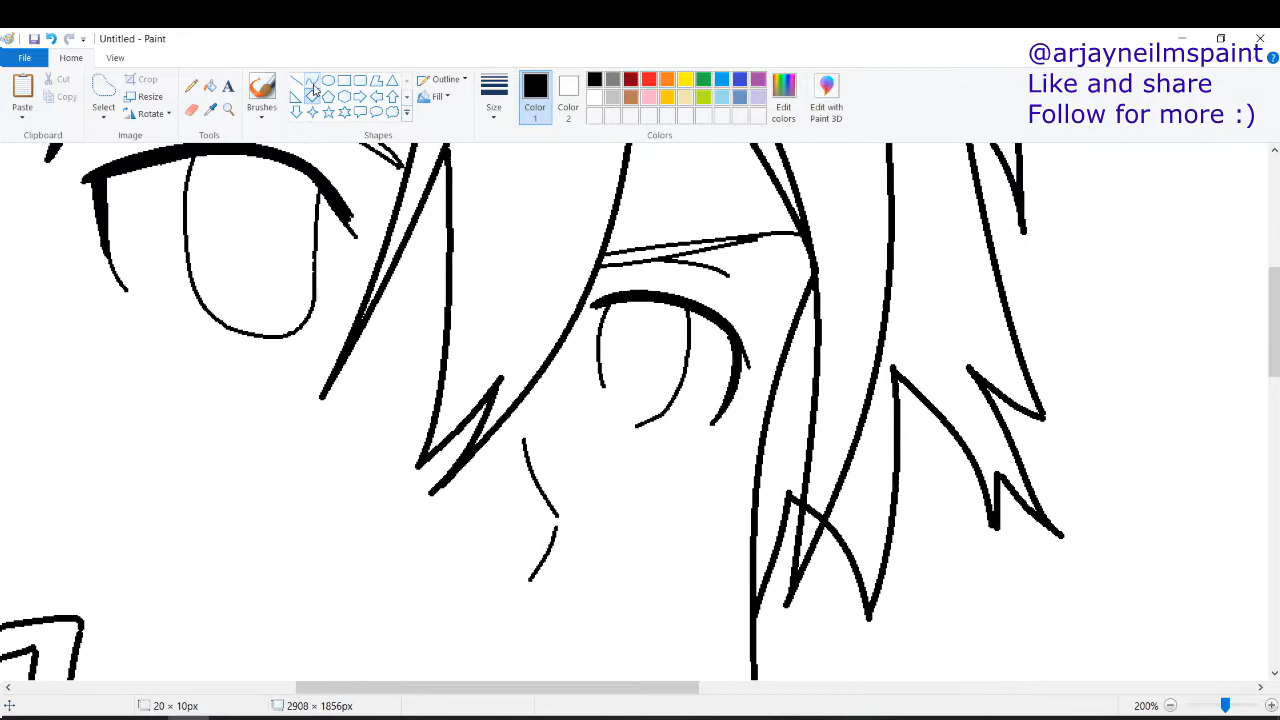 Untitled - Paint
@arjayneilmspaint
Like and share
Follow for more :)
File
Home
View
Paste
Cut
Copy
Clipboard
Select
Crop
Resize
Rotate
Image
A
Tools
Brushes
Shapes
Outline
Fill
Size
Color
1
Color
2
Edit
colors
Edit with
Paint 3D
Colors
20 × 10px
2908 × 1856px
200%